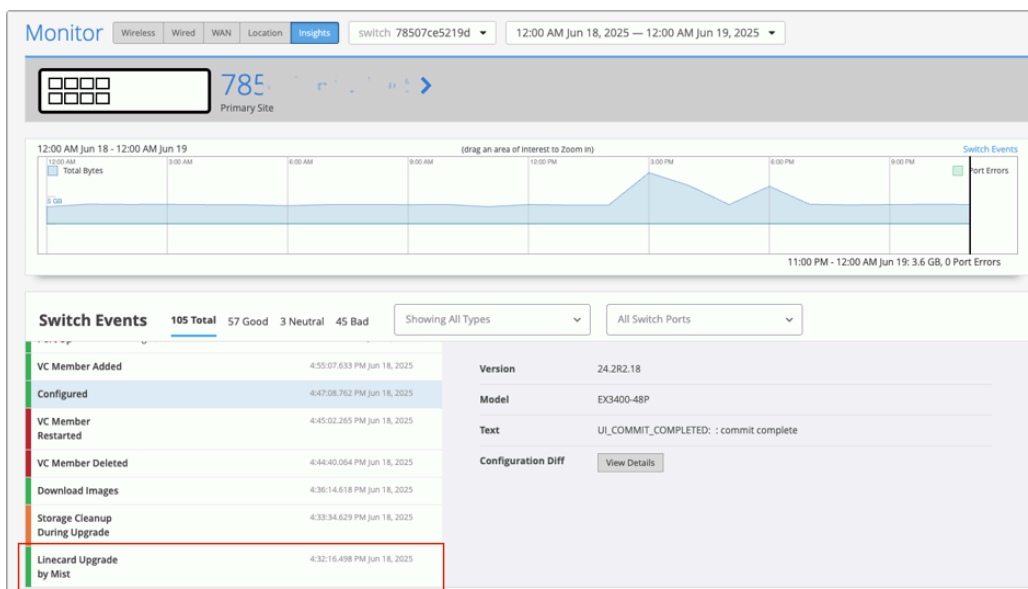 Monitor Wireless Wired WAN Location Insights switch 78507ce5219d 12:00 AM Jun 18, 2025 — 12:00 AM Jun 19, 2025
Primary Site
12:00 AM Jun 18 - 12:00 AM Jun 19 (drag an area of interest to Zoom in) Switch Events
12:00 AM 3:00 AM 6:00 AM 9:00 AM 12:00 PM 3:00 PM 6:00 PM 9:00 PM
Total Bytes Port Errors
5 GB
11:00 PM - 12:00 AM Jun 19: 3.6 GB, 0 Port Errors
Switch Events 105 Total 57 Good 3 Neutral 45 Bad Showing All Types All Switch Ports
VC Member Added 4:55:07.633 PM Jun 18, 2025
Configured 4:47:08.762 PM Jun 18, 2025
VC Member 4:45:02.265 PM Jun 18, 2025
Restarted
VC Member Deleted 4:44:40.064 PM Jun 18, 2025
Download Images 4:36:14.618 PM Jun 18, 2025
Storage Cleanup 4:33:34.629 PM Jun 18, 2025
During Upgrade
Linecard Upgrade 4:32:16.498 PM Jun 18, 2025
by Mist
Version 24.2R2.18
Model EX3400-48P
Text UI_COMMIT_COMPLETED: : commit complete
Configuration Diff View Details